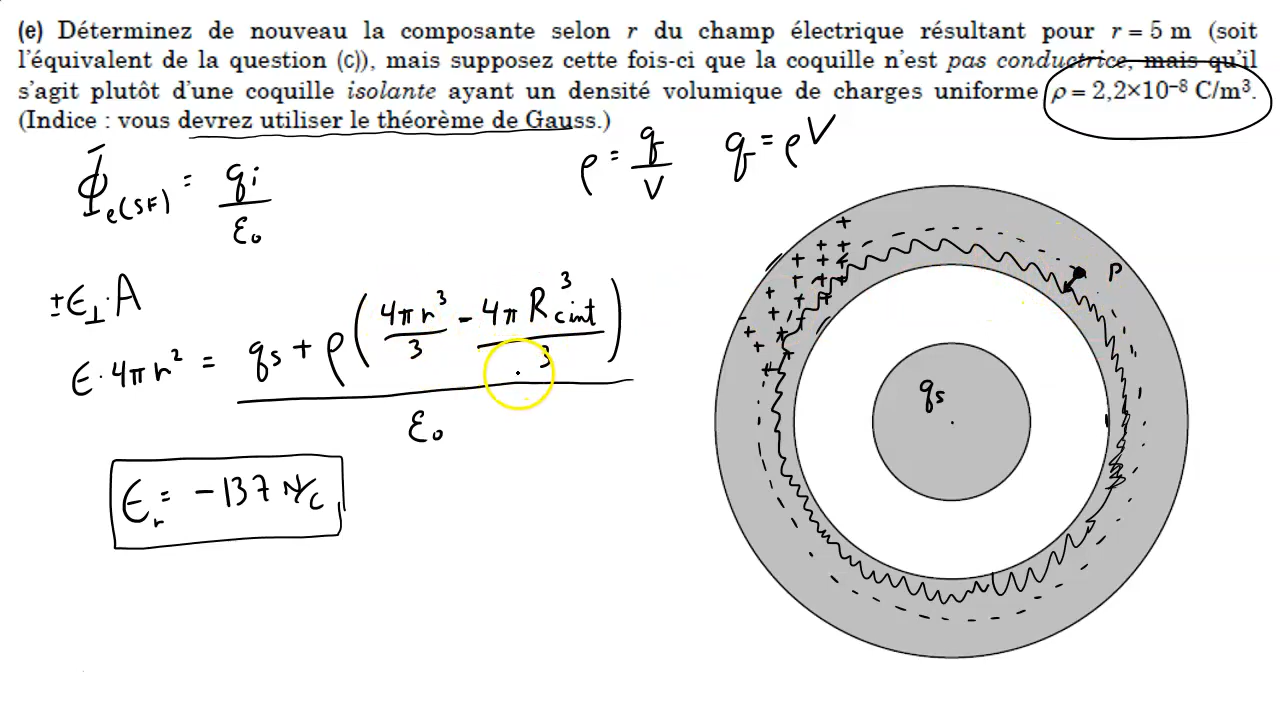 (e) Déterminez de nouveau la composante selon r du champ électrique résultant pour r = 5 m (soit
l'équivalent de la question (c)), mais supposez cette fois-ci que la coquille n'est pas conductrice, mais qu'il
s'agit plutôt d'une coquille isolante ayant un densité volumique de charges uniforme ρ = 2,2×10⁻⁸ C/m³.
(Indice : vous devrez utiliser le théorème de Gauss.)
Φe(SF) = qi / ε₀
ρ = q / V
q = ρV
±E⊥·A
E·4πr² = (qs + ρ(4πr³/3 − 4πRcint³/3)) / ε₀
Er = −137 N/C
P
qs